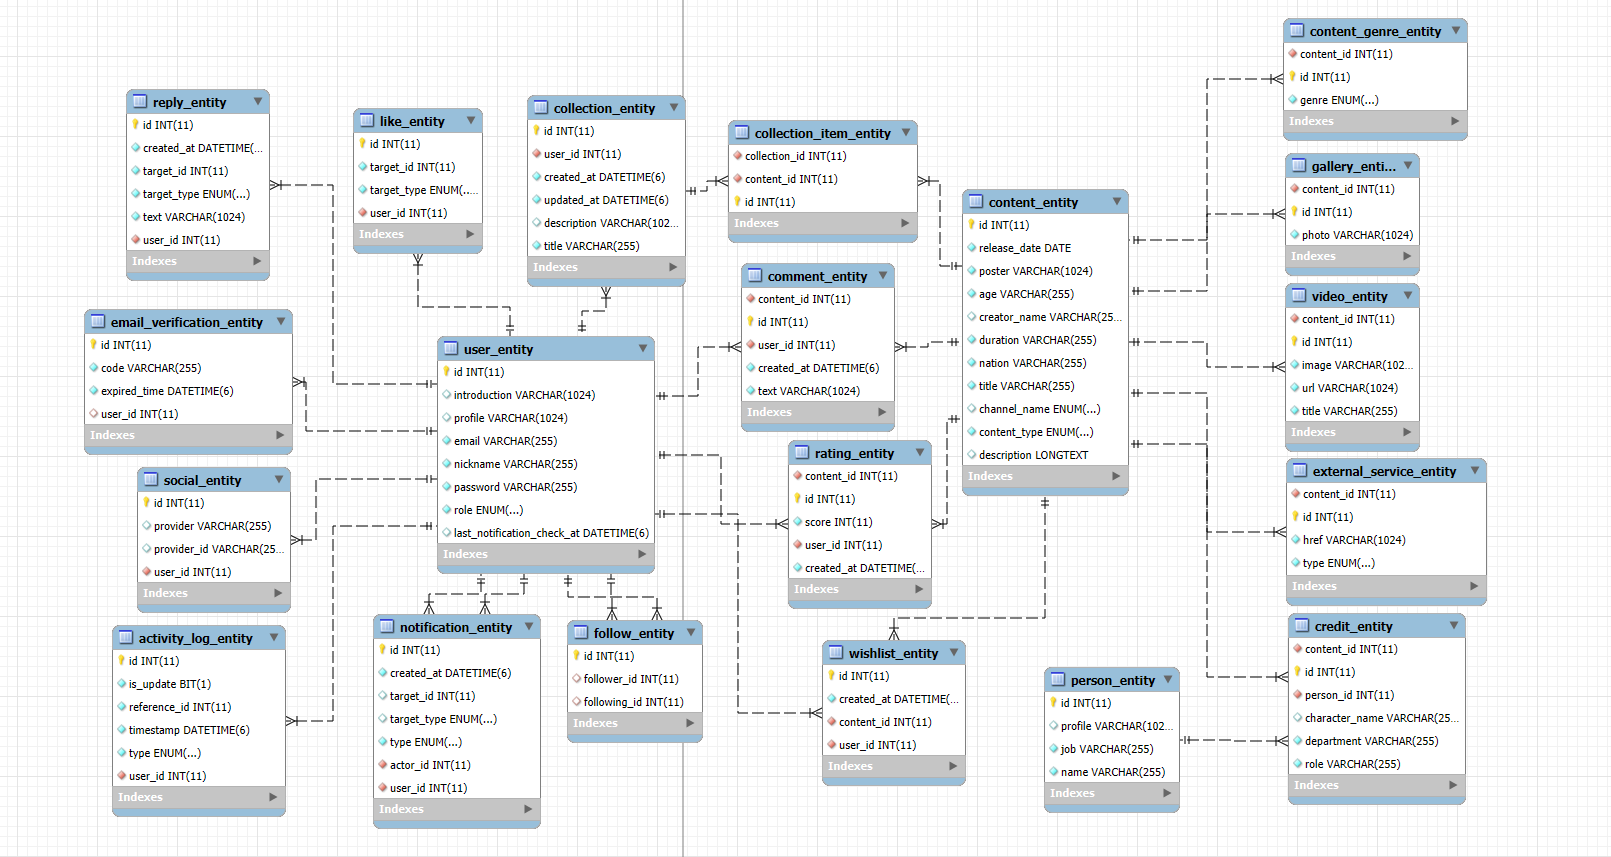 reply_entity
id INT(11)
created_at DATETIME(...
target_id INT(11)
target_type ENUM(...)
text VARCHAR(1024)
user_id INT(11)
Indexes
like_entity
id INT(11)
target_id INT(11)
target_type ENUM(...
user_id INT(11)
Indexes
collection_entity
id INT(11)
user_id INT(11)
created_at DATETIME(6)
updated_at DATETIME(6)
description VARCHAR(102...
title VARCHAR(255)
Indexes
collection_item_entity
collection_id INT(11)
content_id INT(11)
id INT(11)
Indexes
content_entity
id INT(11)
release_date DATE
poster VARCHAR(1024)
age VARCHAR(255)
creator_name VARCHAR(25...
duration VARCHAR(255)
nation VARCHAR(255)
title VARCHAR(255)
channel_name ENUM(...)
content_type ENUM(...)
description LONGTEXT
Indexes
content_genre_entity
content_id INT(11)
id INT(11)
genre ENUM(...)
Indexes
gallery_enti...
content_id INT(11)
id INT(11)
photo VARCHAR(1024)
Indexes
video_entity
content_id INT(11)
id INT(11)
image VARCHAR(102...
url VARCHAR(1024)
title VARCHAR(255)
Indexes
external_service_entity
content_id INT(11)
id INT(11)
href VARCHAR(1024)
type ENUM(...)
Indexes
credit_entity
content_id INT(11)
id INT(11)
person_id INT(11)
character_name VARCHAR(25...
department VARCHAR(255)
role VARCHAR(255)
Indexes
comment_entity
content_id INT(11)
id INT(11)
user_id INT(11)
created_at DATETIME(6)
text VARCHAR(1024)
Indexes
rating_entity
content_id INT(11)
id INT(11)
score INT(11)
user_id INT(11)
created_at DATETIME(...
Indexes
email_verification_entity
id INT(11)
code VARCHAR(255)
expired_time DATETIME(6)
user_id INT(11)
Indexes
user_entity
id INT(11)
introduction VARCHAR(1024)
profile VARCHAR(1024)
email VARCHAR(255)
nickname VARCHAR(255)
password VARCHAR(255)
role ENUM(...)
last_notification_check_at DATETIME(6)
Indexes
social_entity
id INT(11)
provider VARCHAR(255)
provider_id VARCHAR(25...
user_id INT(11)
Indexes
activity_log_entity
id INT(11)
is_update BIT(1)
reference_id INT(11)
timestamp DATETIME(6)
type ENUM(...)
user_id INT(11)
Indexes
notification_entity
id INT(11)
created_at DATETIME(6)
target_id INT(11)
target_type ENUM(...)
type ENUM(...)
actor_id INT(11)
user_id INT(11)
Indexes
follow_entity
id INT(11)
follower_id INT(11)
following_id INT(11)
Indexes
wishlist_entity
id INT(11)
created_at DATETIME(...
content_id INT(11)
user_id INT(11)
Indexes
person_entity
id INT(11)
profile VARCHAR(102...
job VARCHAR(255)
name VARCHAR(255)
Indexes